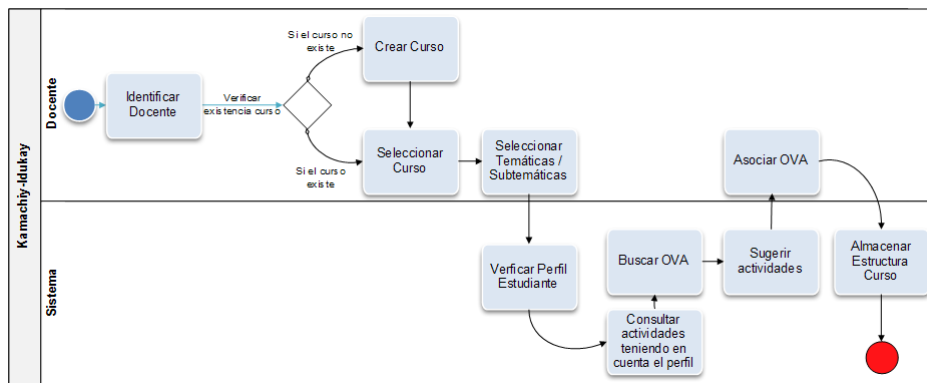 Kamachiy-Idukay
Docente
Identificar
Docente
Verificar
existencia curso
Si el curso no
existe
Si el curso
existe
Crear Curso
Seleccionar
Curso
Seleccionar
Temáticas /
Subtemáticas
Asociar OVA
Sistema
Verficar Perfil
Estudiante
Consultar
actividades
teniendo en
cuenta el perfil
Buscar OVA
Sugerir
actividades
Almacenar
Estructura
Curso